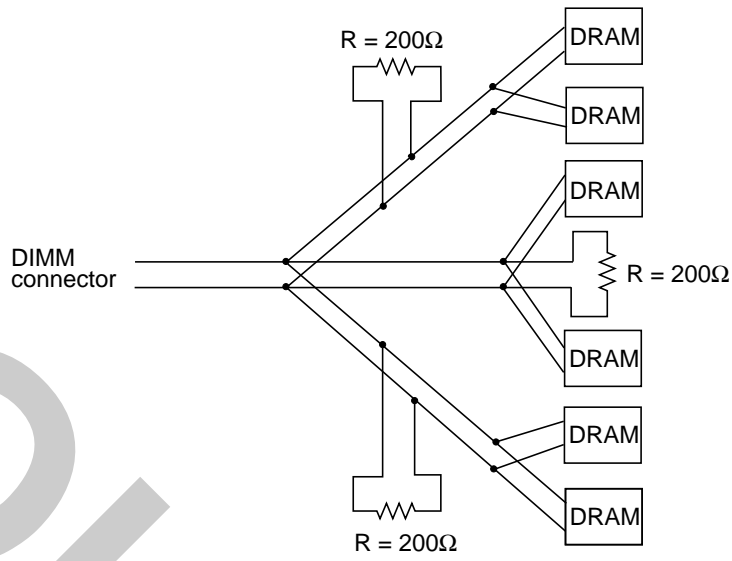 R = 200Ω
DRAM
DRAM
DRAM
DIMM
connector
R = 200Ω
DRAM
DRAM
DRAM
R = 200Ω